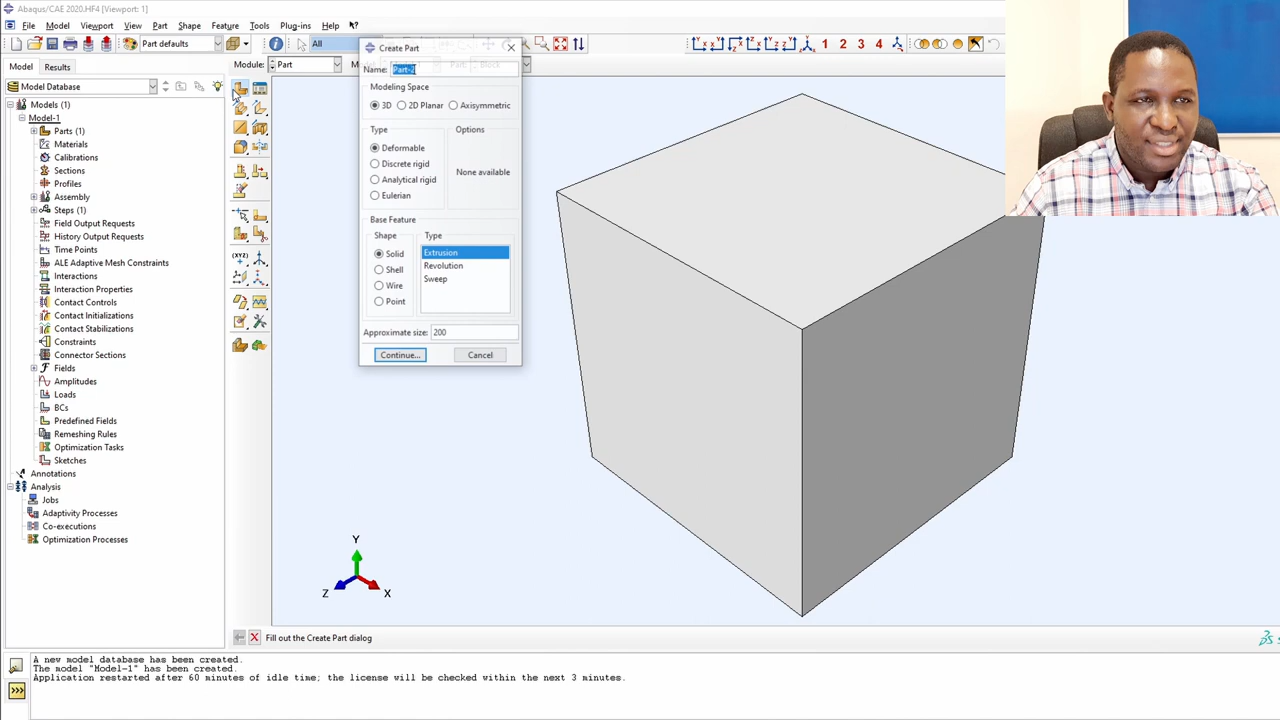 Abaqus/CAE 2020.HF4 [Viewport: 1]
File Model Viewport View Part Shape Feature Tools Plug-ins Help
Part defaults All 1 2 3 4
Model Results Module: Part
Model Database
Models (1)
Model-1
Parts (1)
Materials
Calibrations
Sections
Profiles
Assembly
Steps (1)
Field Output Requests
History Output Requests
Time Points
ALE Adaptive Mesh Constraints
Interactions
Interaction Properties
Contact Controls
Contact Initializations
Contact Stabilizations
Constraints
Connector Sections
Fields
Amplitudes
Loads
BCs
Predefined Fields
Remeshing Rules
Optimization Tasks
Sketches
Annotations
Analysis
Jobs
Adaptivity Processes
Co-executions
Optimization Processes
(XYZ)
Create Part
Name: Part-2
Modeling Space
3D 2D Planar Axisymmetric
Type
Deformable
Discrete rigid
Analytical rigid
Eulerian
Options
None available
Base Feature
Shape
Solid
Shell
Wire
Point
Type
Extrusion
Revolution
Sweep
Approximate size: 200
Continue... Cancel
Y
Z X
Fill out the Create Part dialog
A new model database has been created.
The model "Model-1" has been created.
Application restarted after 60 minutes of idle time; the license will be checked within the next 3 minutes.
>>>